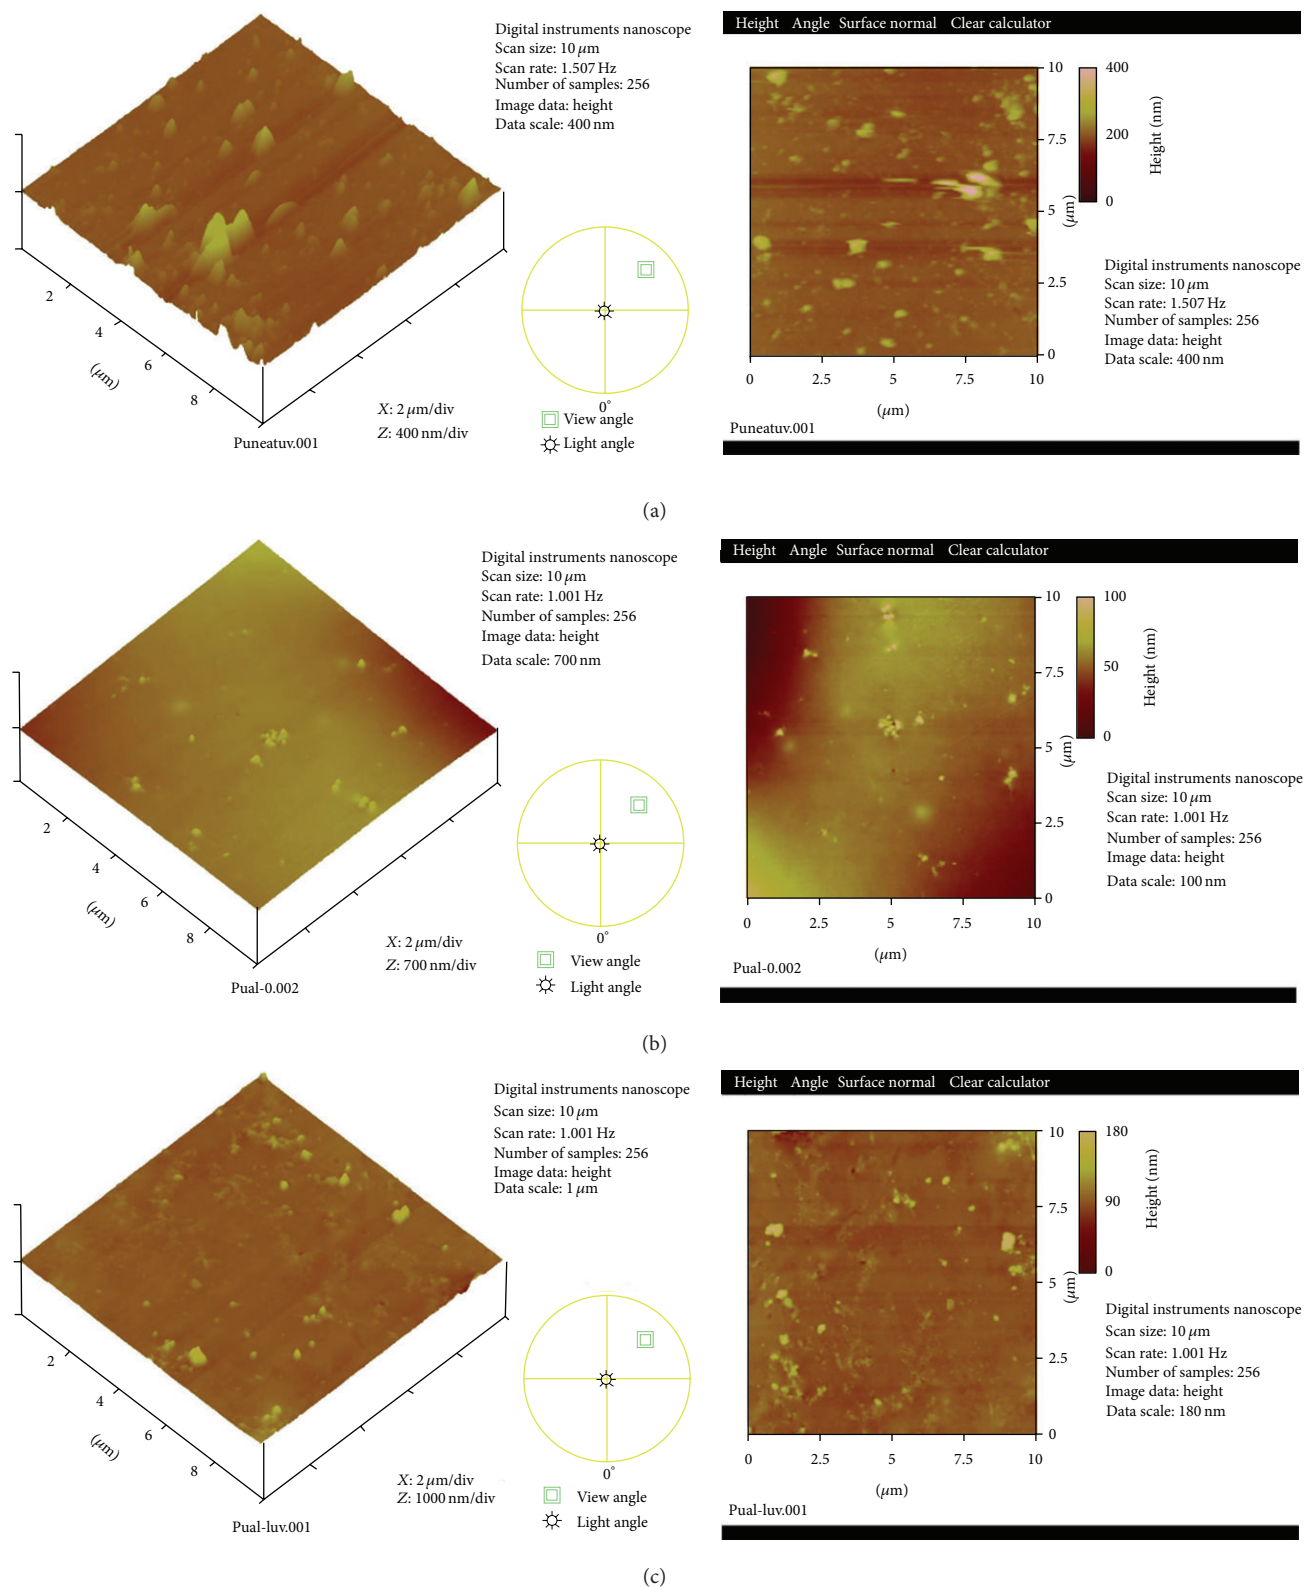 Digital instruments nanoscope
Scan size: 10 μm
Scan rate: 1.507 Hz
Number of samples: 256
Image data: height
Data scale: 400 nm
2
4
6
8
(μm)
X: 2 μm/div
Z: 400 nm/div
Puneatuv.001
0°
View angle
Light angle
Height Angle Surface normal Clear calculator
10
7.5
5
2.5
0
(μm)
400
200
0
Height (nm)
0 2.5 5 7.5 10
(μm)
Digital instruments nanoscope
Scan size: 10 μm
Scan rate: 1.507 Hz
Number of samples: 256
Image data: height
Data scale: 400 nm
Puneatuv.001
(a)
Digital instruments nanoscope
Scan size: 10 μm
Scan rate: 1.001 Hz
Number of samples: 256
Image data: height
Data scale: 700 nm
2
4
6
8
(μm)
X: 2 μm/div
Z: 700 nm/div
Pual-0.002
0°
View angle
Light angle
Height Angle Surface normal Clear calculator
10
7.5
5
2.5
0
(μm)
100
50
0
Height (nm)
0 2.5 5 7.5 10
(μm)
Digital instruments nanoscope
Scan size: 10 μm
Scan rate: 1.001 Hz
Number of samples: 256
Image data: height
Data scale: 100 nm
Pual-0.002
(b)
Digital instruments nanoscope
Scan size: 10 μm
Scan rate: 1.001 Hz
Number of samples: 256
Image data: height
Data scale: 1 μm
2
4
6
8
(μm)
X: 2 μm/div
Z: 1000 nm/div
Pual-luv.001
0°
View angle
Light angle
Height Angle Surface normal Clear calculator
10
7.5
5
2.5
0
(μm)
180
90
0
Height (nm)
0 2.5 5 7.5 10
(μm)
Digital instruments nanoscope
Scan size: 10 μm
Scan rate: 1.001 Hz
Number of samples: 256
Image data: height
Data scale: 180 nm
Pual-luv.001
(c)